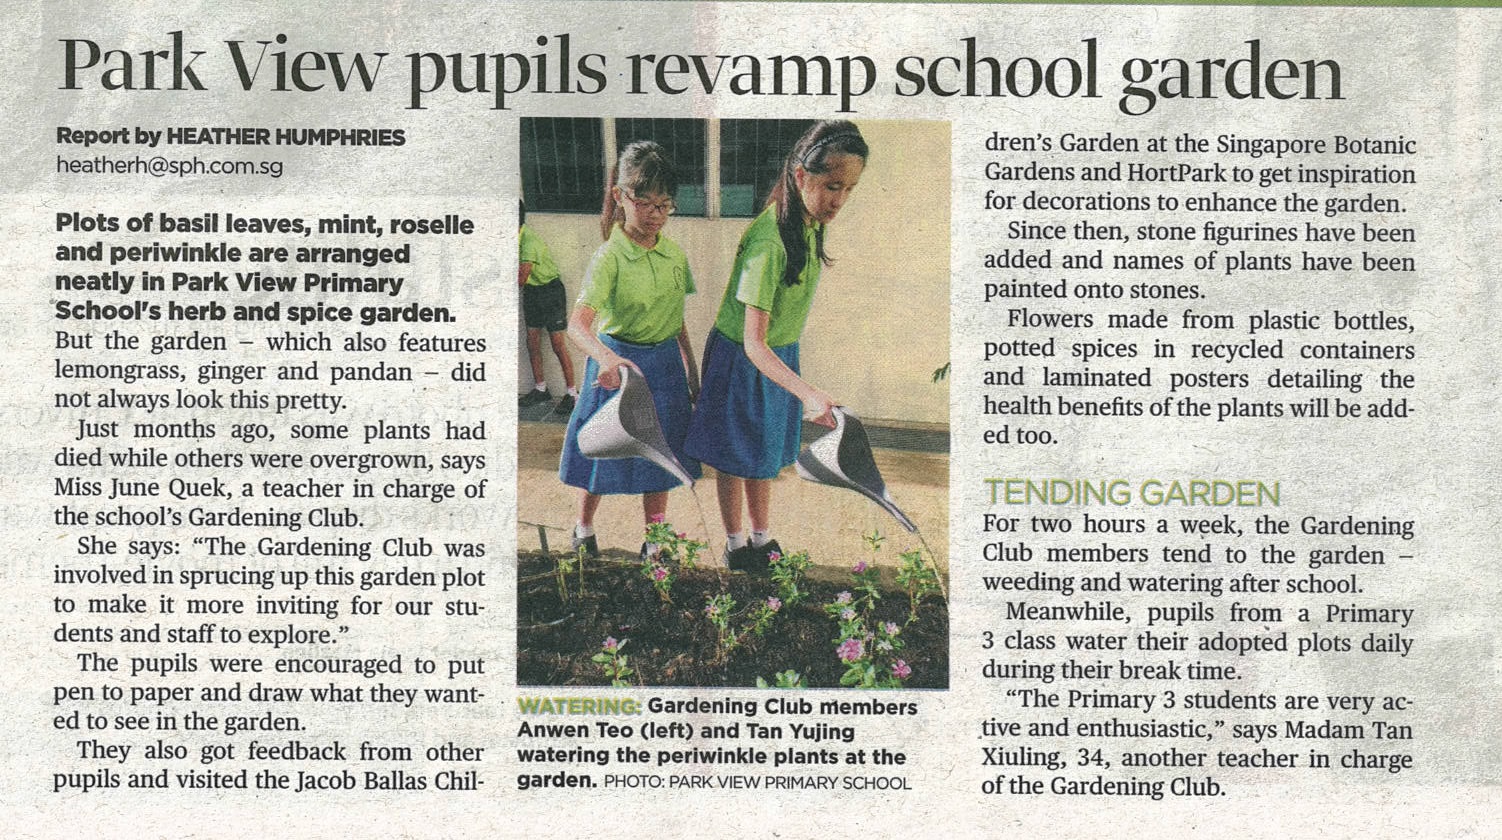 Park View pupils revamp school garden
Report by HEATHER HUMPHRIES
heatherh@sph.com.sg
Plots of basil leaves, mint, roselle
and periwinkle are arranged
neatly in Park View Primary
School's herb and spice garden.
But the garden – which also features
lemongrass, ginger and pandan – did
not always look this pretty.
Just months ago, some plants had
died while others were overgrown, says
Miss June Quek, a teacher in charge of
the school's Gardening Club.
She says: “The Gardening Club was
involved in sprucing up this garden plot
to make it more inviting for our stu-
dents and staff to explore.”
The pupils were encouraged to put
pen to paper and draw what they want-
ed to see in the garden.
They also got feedback from other
pupils and visited the Jacob Ballas Chil-
WATERING: Gardening Club members
Anwen Teo (left) and Tan Yujing
watering the periwinkle plants at the
garden. PHOTO: PARK VIEW PRIMARY SCHOOL
dren's Garden at the Singapore Botanic
Gardens and HortPark to get inspiration
for decorations to enhance the garden.
Since then, stone figurines have been
added and names of plants have been
painted onto stones.
Flowers made from plastic bottles,
potted spices in recycled containers
and laminated posters detailing the
health benefits of the plants will be add-
ed too.
TENDING GARDEN
For two hours a week, the Gardening
Club members tend to the garden –
weeding and watering after school.
Meanwhile, pupils from a Primary
3 class water their adopted plots daily
during their break time.
“The Primary 3 students are very ac-
tive and enthusiastic,” says Madam Tan
Xiuling, 34, another teacher in charge
of the Gardening Club.